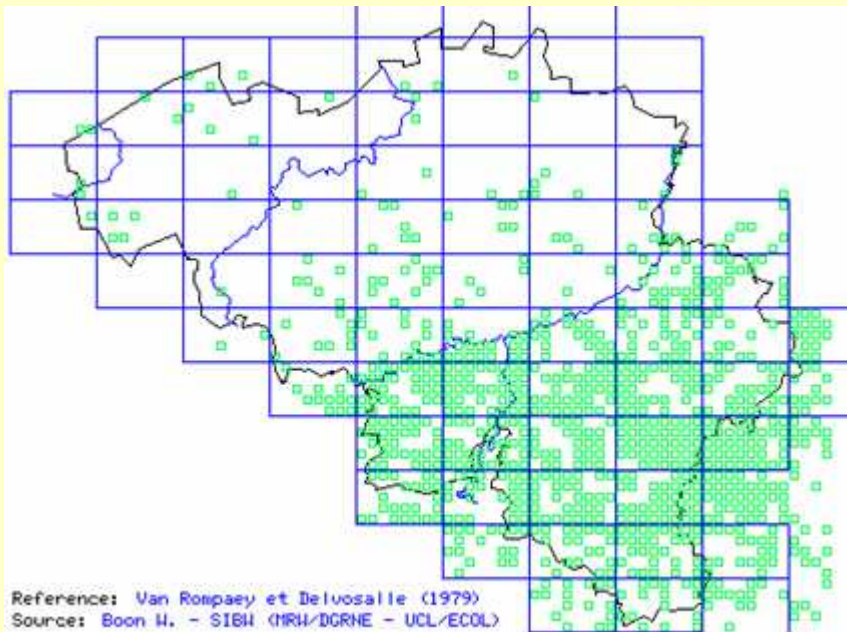 Reference: Van Rompaey et Delvosalle (1979)
Source: Boon W. - SIBW (MRW/DGRNE - UCL/ECOL)